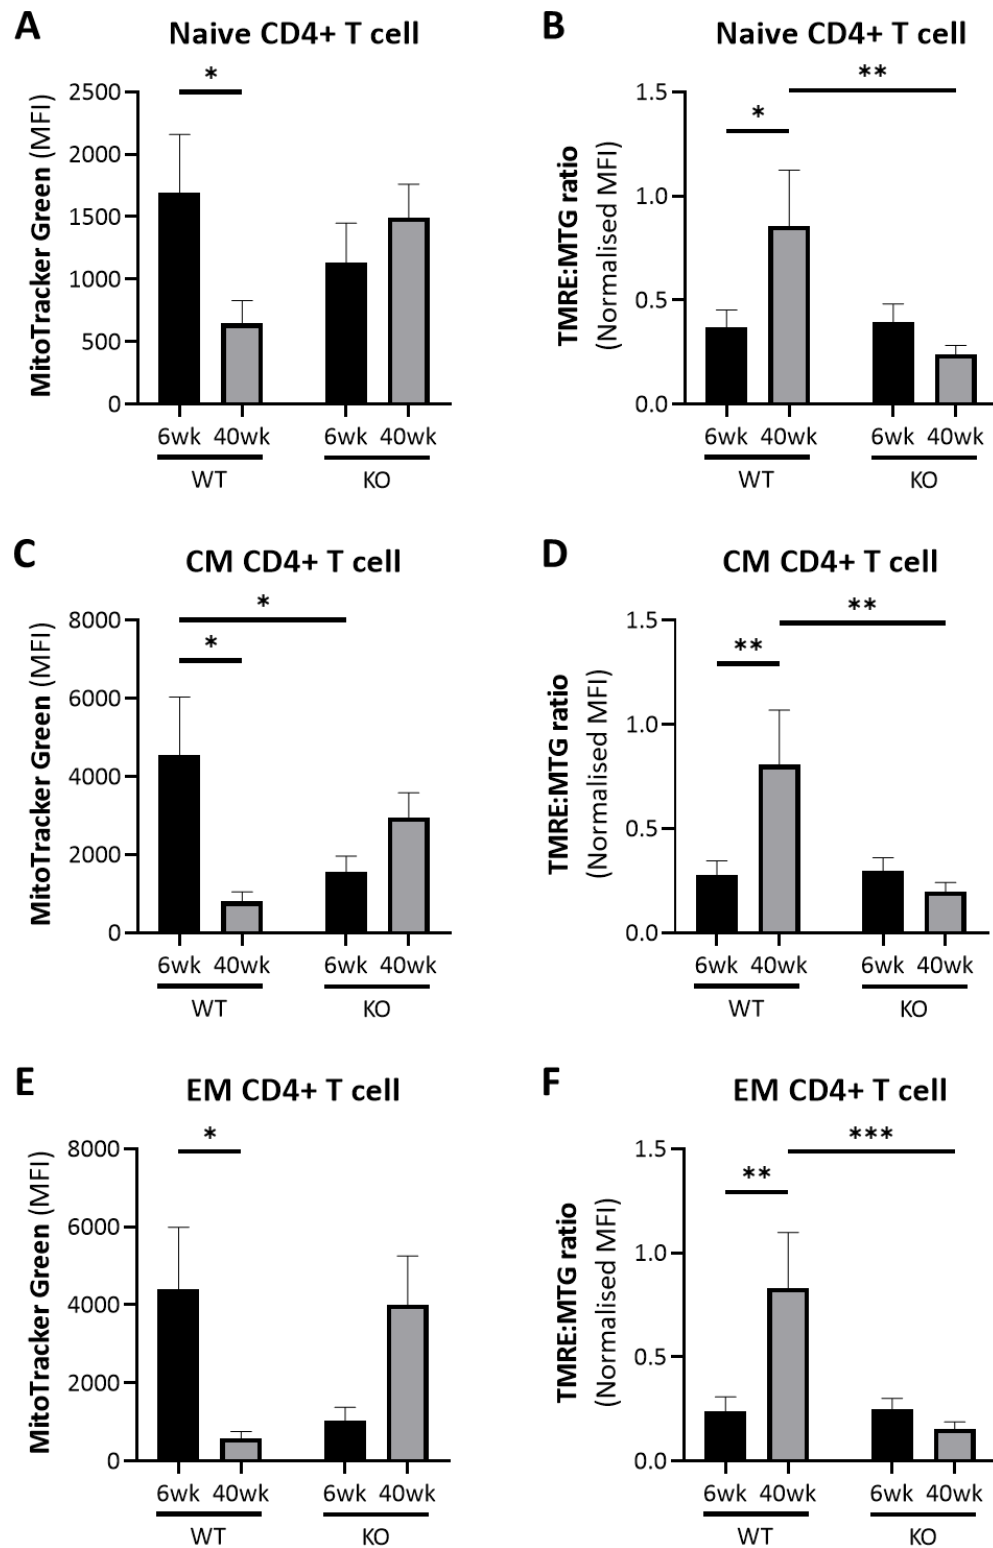 A
Naive CD4+ T cell
*
MitoTracker Green (MFI)
2500
2000
1500
1000
500
0
6wk 40wk 6wk 40wk
WT KO
B
Naive CD4+ T cell
**
*
TMRE:MTG ratio
(Normalised MFI)
1.5
1.0
0.5
0.0
6wk 40wk 6wk 40wk
WT KO
C
CM CD4+ T cell
*
*
MitoTracker Green (MFI)
8000
6000
4000
2000
0
6wk 40wk 6wk 40wk
WT KO
D
CM CD4+ T cell
**
**
TMRE:MTG ratio
(Normalised MFI)
1.5
1.0
0.5
0.0
6wk 40wk 6wk 40wk
WT KO
E
EM CD4+ T cell
*
MitoTracker Green (MFI)
8000
6000
4000
2000
0
6wk 40wk 6wk 40wk
WT KO
F
EM CD4+ T cell
***
**
TMRE:MTG ratio
(Normalised MFI)
1.5
1.0
0.5
0.0
6wk 40wk 6wk 40wk
WT KO